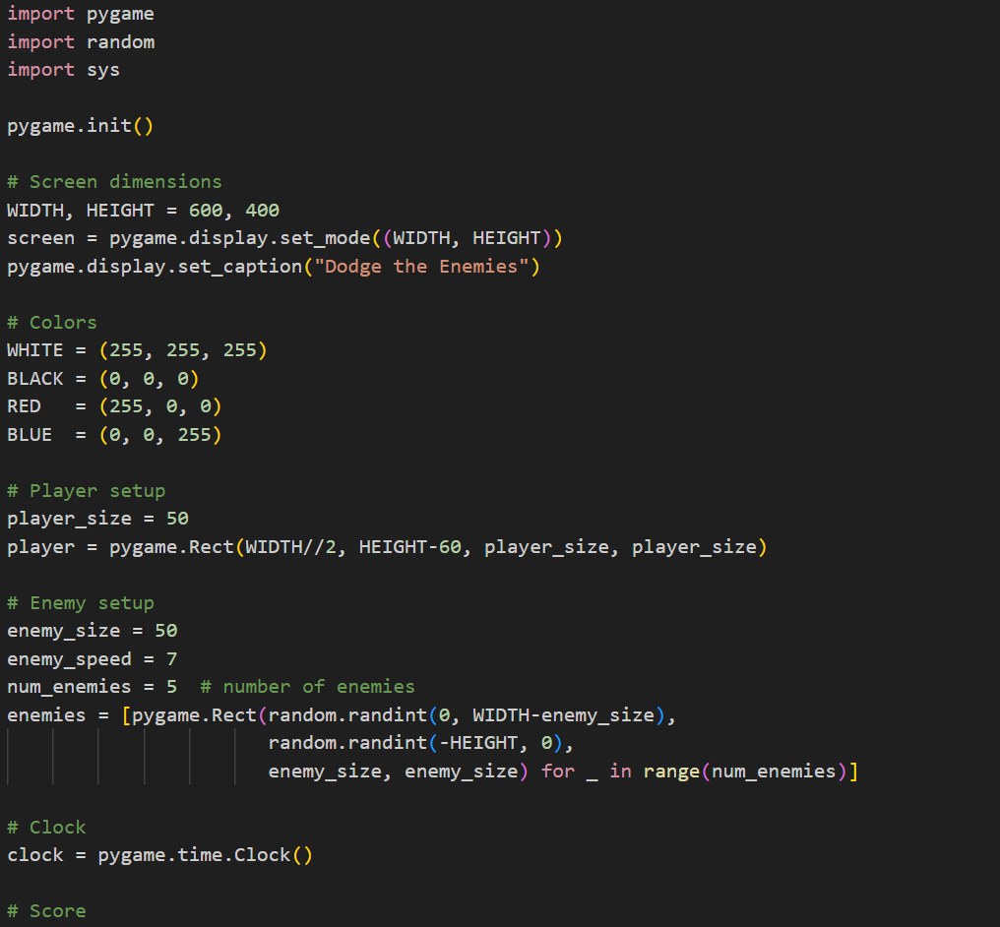 import pygame
import random
import sys

pygame.init()

# Screen dimensions
WIDTH, HEIGHT = 600, 400
screen = pygame.display.set_mode((WIDTH, HEIGHT))
pygame.display.set_caption("Dodge the Enemies")

# Colors
WHITE = (255, 255, 255)
BLACK = (0, 0, 0)
RED   = (255, 0, 0)
BLUE  = (0, 0, 255)

# Player setup
player_size = 50
player = pygame.Rect(WIDTH//2, HEIGHT-60, player_size, player_size)

# Enemy setup
enemy_size = 50
enemy_speed = 7
num_enemies = 5  # number of enemies
enemies = [pygame.Rect(random.randint(0, WIDTH-enemy_size),
                       random.randint(-HEIGHT, 0),
                       enemy_size, enemy_size) for _ in range(num_enemies)]

# Clock
clock = pygame.time.Clock()

# Score